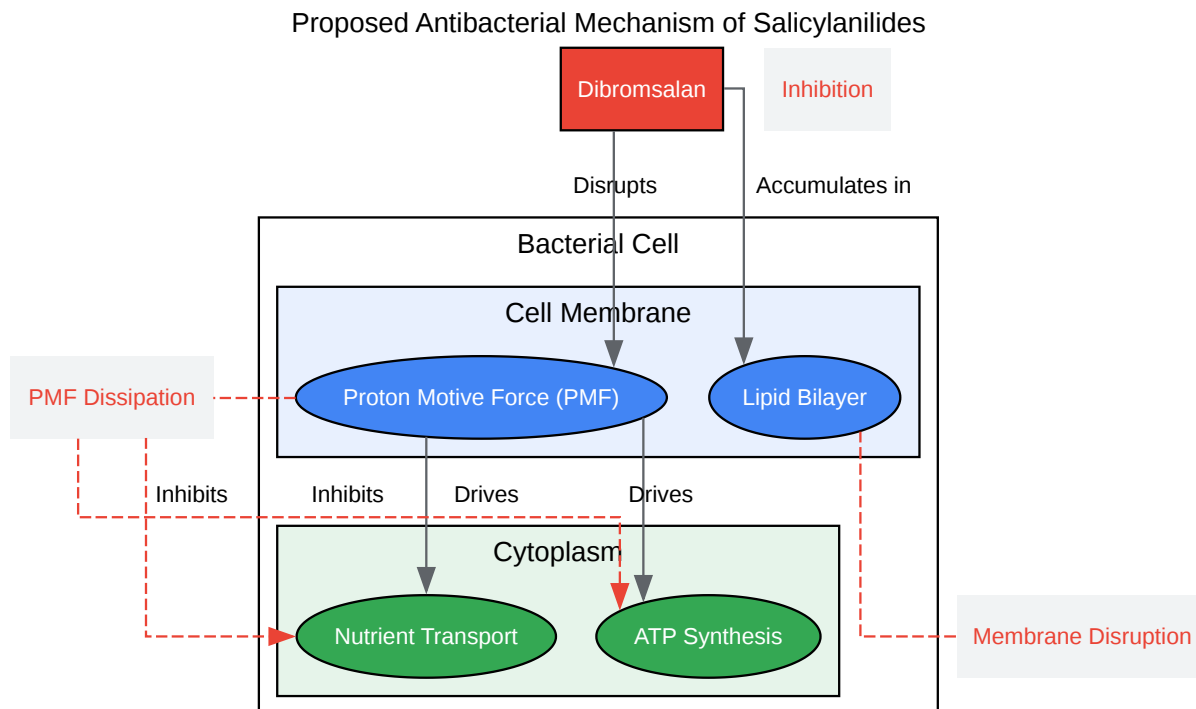 Proposed Antibacterial Mechanism of Salicylanilides
Dibromsalan
Inhibition
Disrupts
Accumulates in
Bacterial Cell
Cell Membrane
PMF Dissipation
Proton Motive Force (PMF)
Lipid Bilayer
Inhibits
Inhibits
Drives
Drives
Cytoplasm
Nutrient Transport
ATP Synthesis
Membrane Disruption